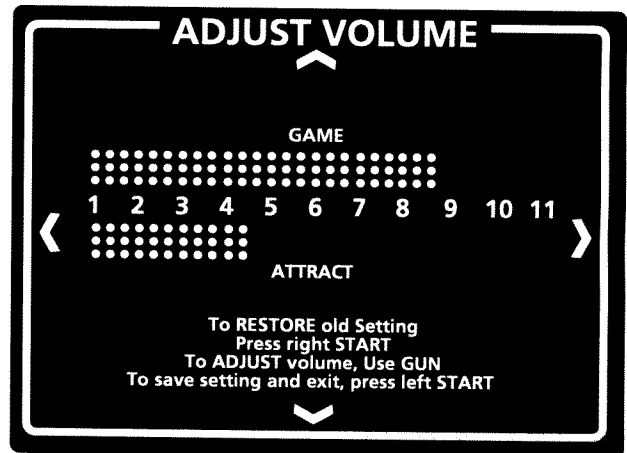 ADJUST VOLUME
GAME
1 2 3 4 5 6 7 8 9 10 11
ATTRACT
To RESTORE old Setting
Press right START
To ADJUST volume, Use GUN
To save setting and exit, press left START